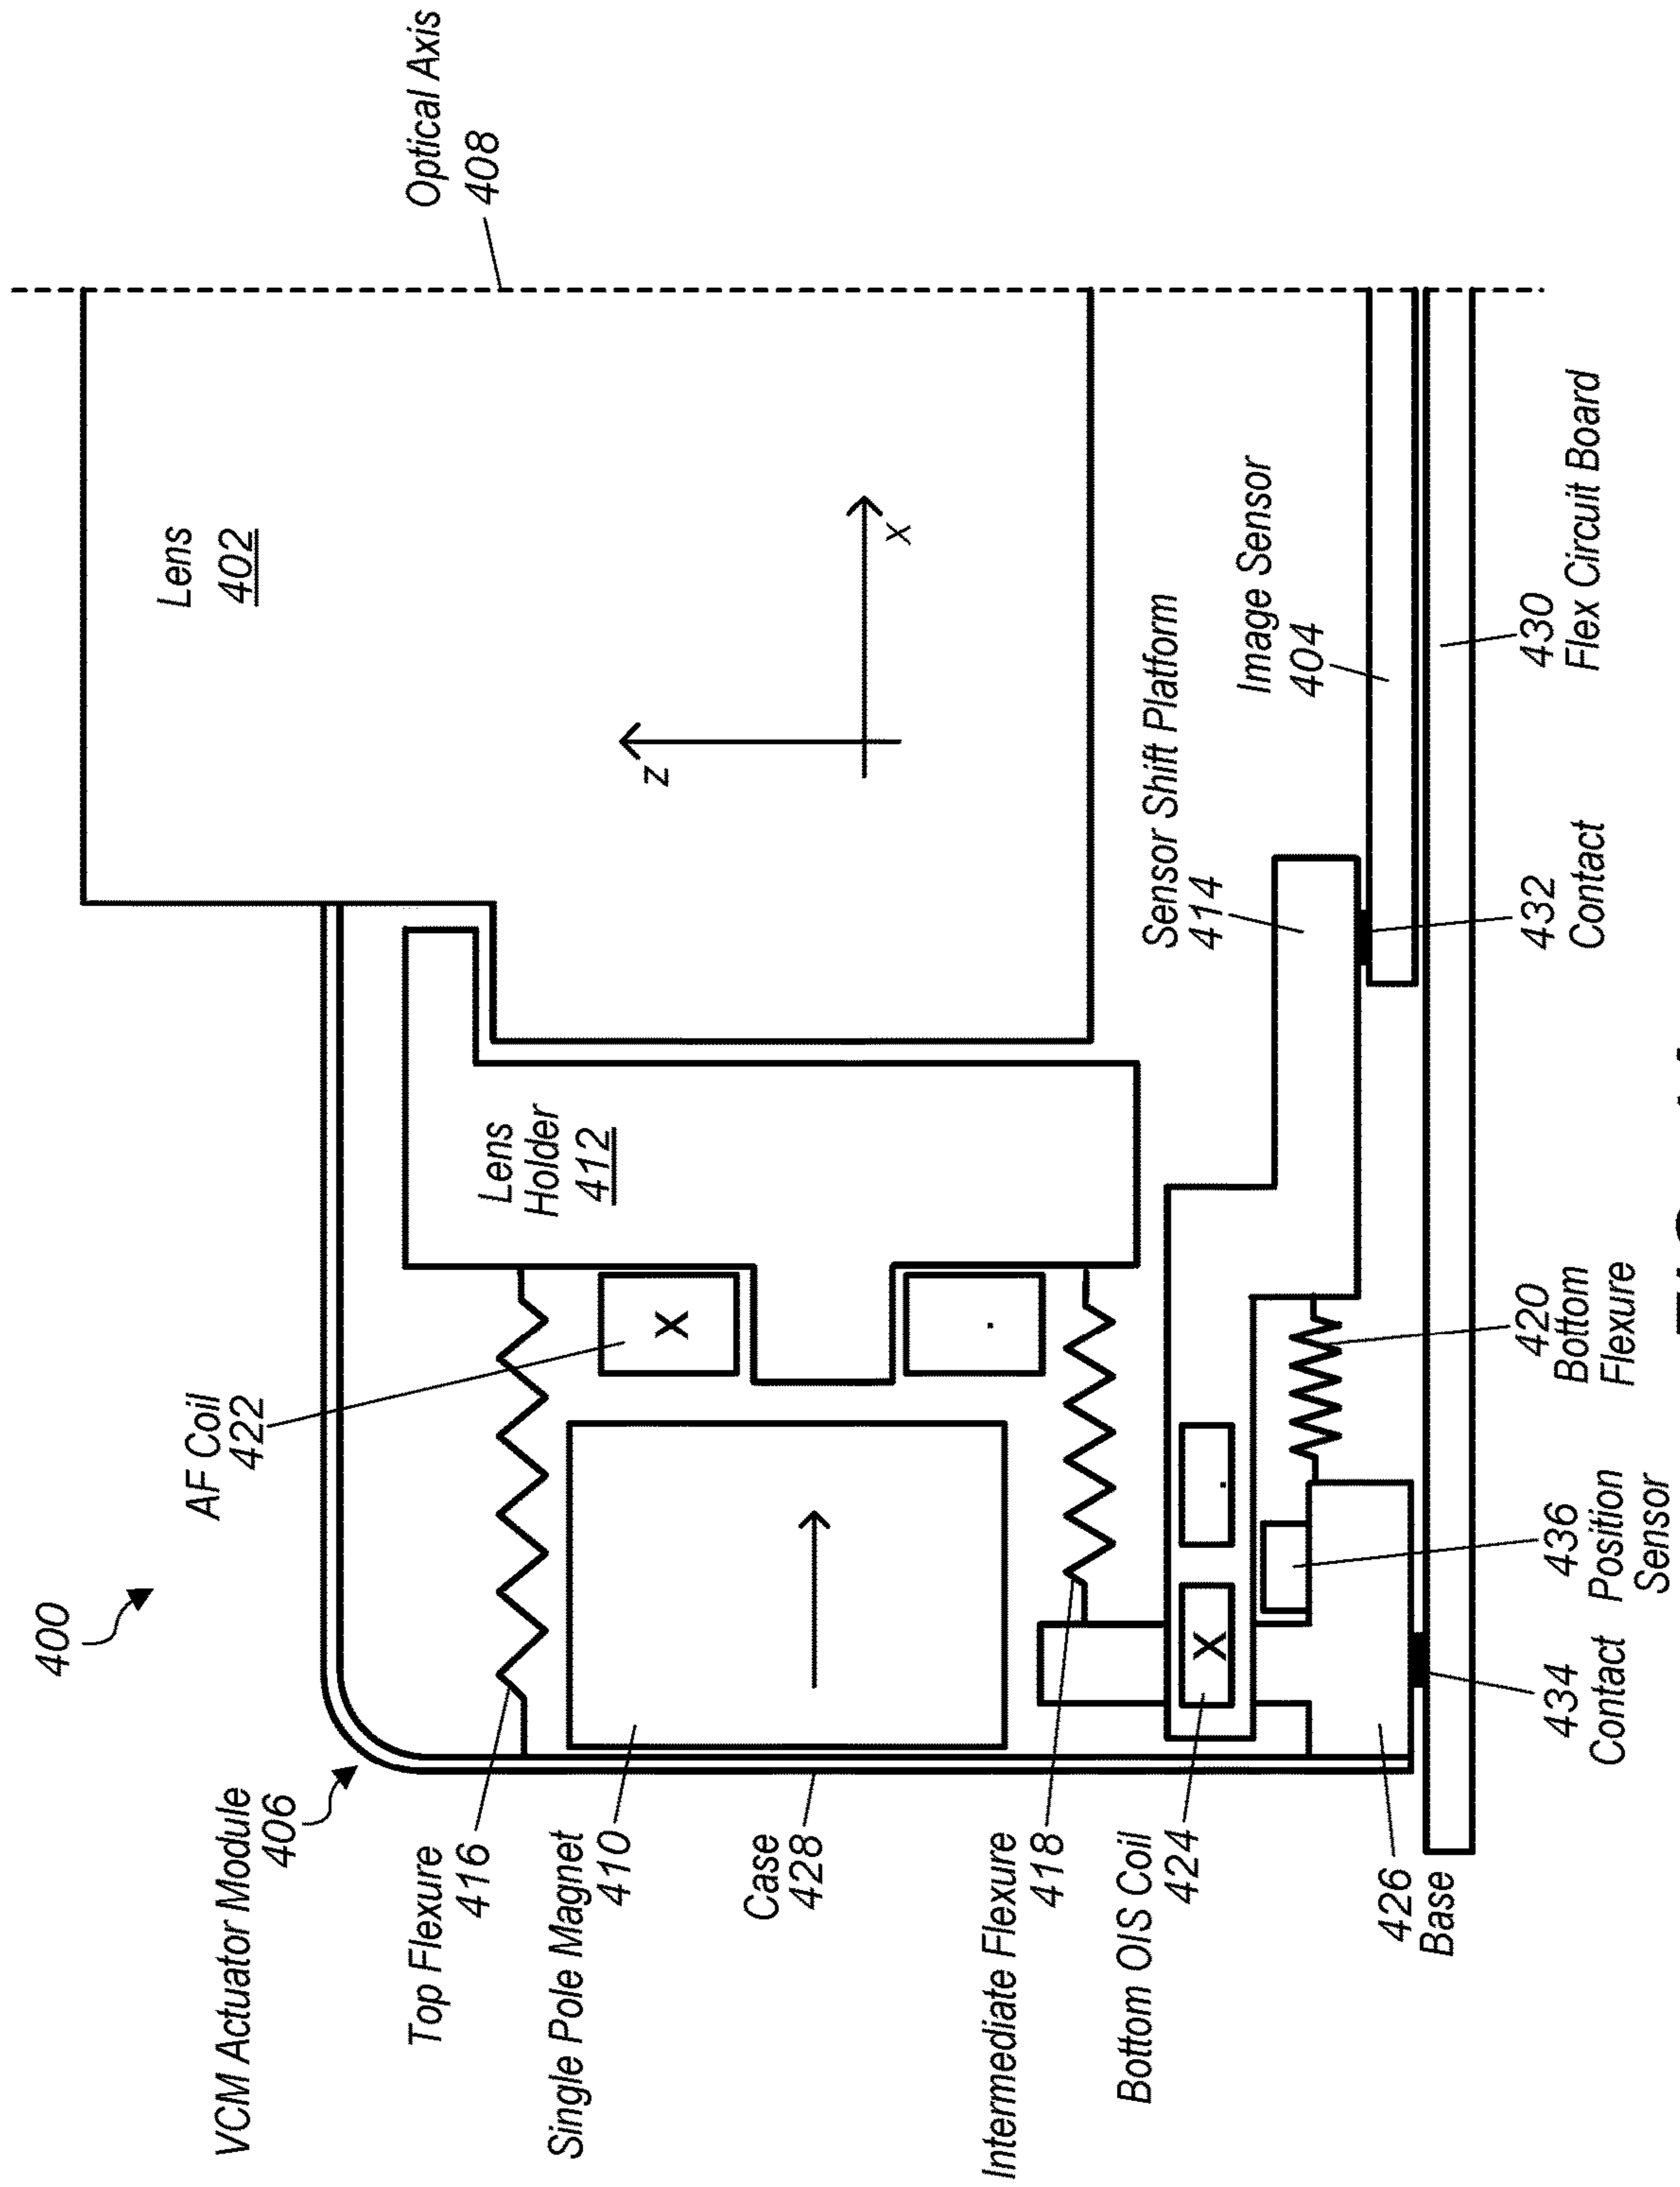 400
VCM Actuator Module
406
Top Flexure
416
Single Pole Magnet
410
Case
428
Intermediate Flexure
418
Bottom OIS Coil
424
426
Base
AF Coil
422
X
.
X
.
Lens
Holder
412
Lens
402
z
x
Optical Axis
408
Sensor Shift Platform
414
Image Sensor
404
434
Contact
436
Position
Sensor
420
Bottom
Flexure
432
Contact
430
Flex Circuit Board